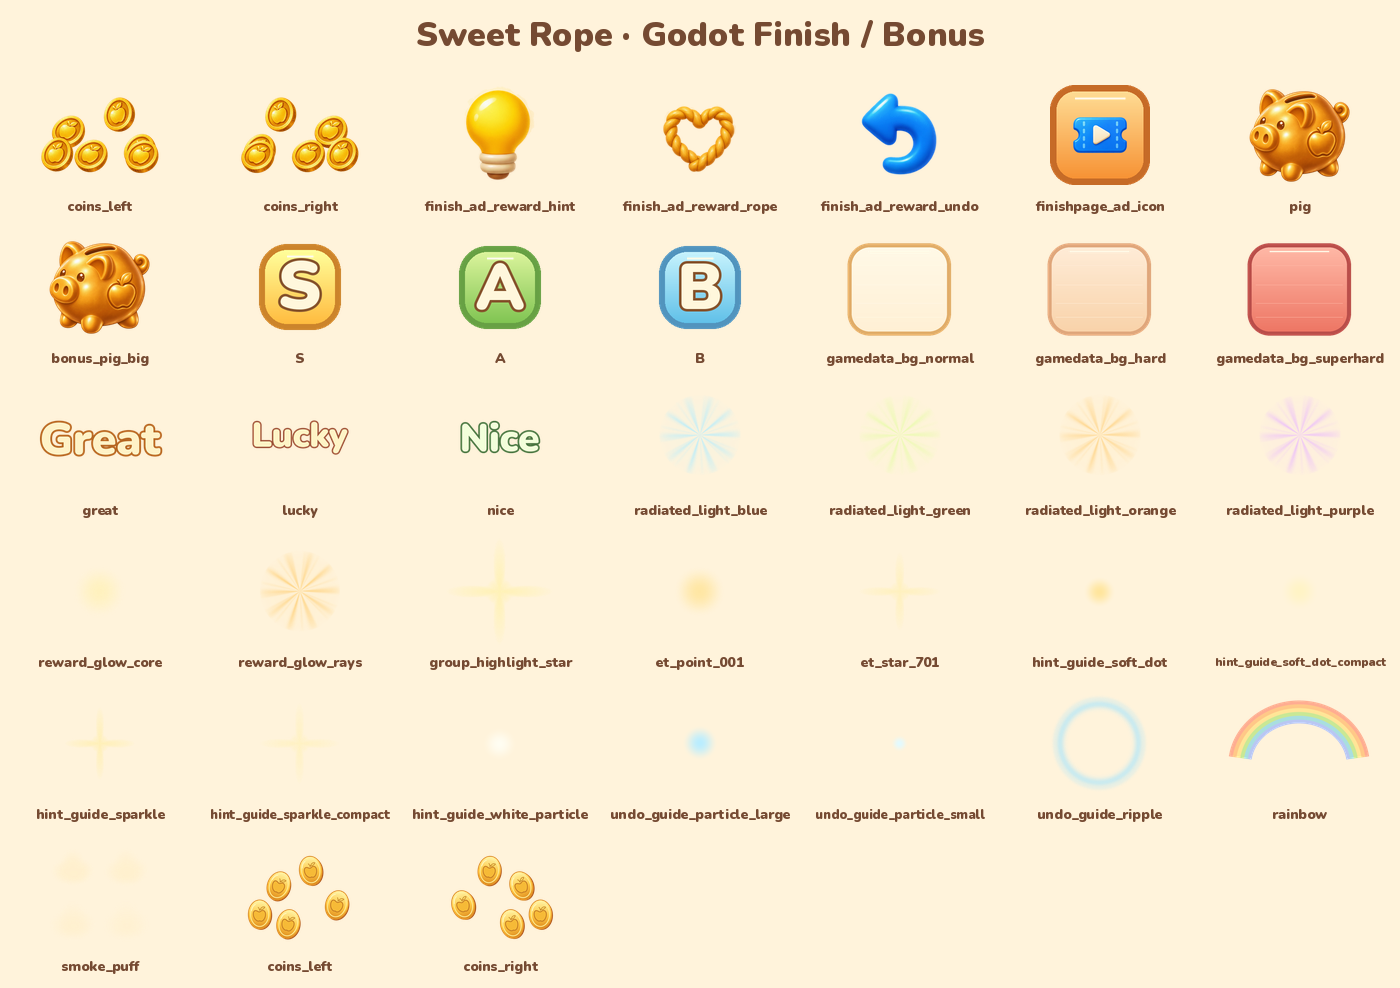 Sweet Rope · Godot Finish / Bonus
coins_left
coins_right
finish_ad_reward_hint
finish_ad_reward_rope
finish_ad_reward_undo
finishpage_ad_icon
pig
S
A
B
bonus_pig_big
S
A
B
gamedata_bg_normal
gamedata_bg_hard
gamedata_bg_superhard
Great
Lucky
Nice
great
lucky
nice
radiated_light_blue
radiated_light_green
radiated_light_orange
radiated_light_purple
reward_glow_core
reward_glow_rays
group_highlight_star
et_point_001
et_star_701
hint_guide_soft_dot
hint_guide_soft_dot_compact
hint_guide_sparkle
hint_guide_sparkle_compact
hint_guide_white_particle
undo_guide_particle_large
undo_guide_particle_small
undo_guide_ripple
rainbow
smoke_puff
coins_left
coins_right